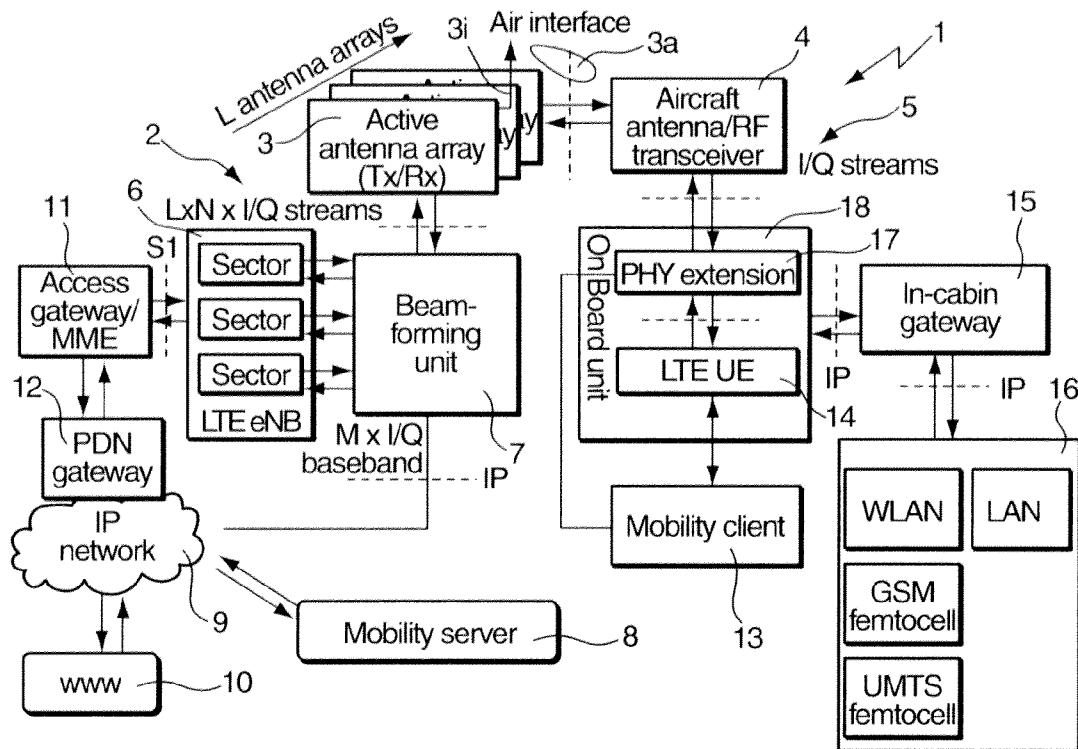 Air interface
L antenna arrays
3i
3a
4
1
3
Active
antenna array
(Tx/Rx)
ay
ay
Aircraft
antenna/RF
transceiver
5
I/Q streams
2
LxN x I/Q streams
6
11
S1
Access
gateway/
MME
Sector
Sector
Sector
LTE eNB
Beam-
forming
unit
7
M x I/Q
baseband
IP
12
PDN
gateway
IP
network
9
www
10
Mobility server
8
18
17
On Board unit
PHY extension
LTE UE
14
IP
15
In-cabin
gateway
IP
16
Mobility client
13
WLAN
LAN
GSM
femtocell
UMTS
femtocell